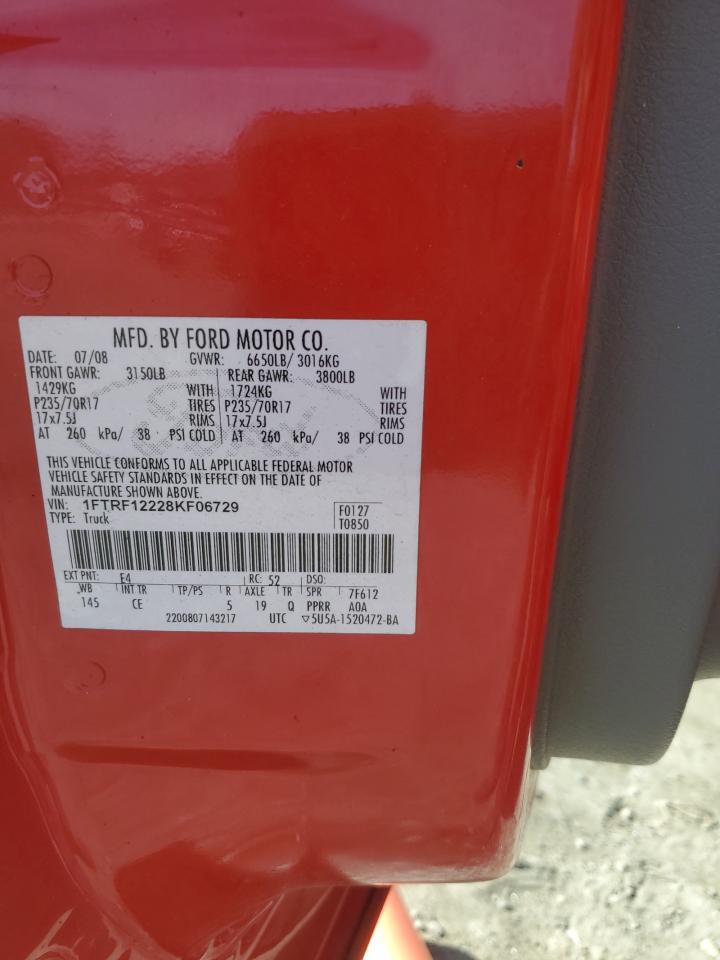 MFD. BY FORD MOTOR CO.
DATE: 07/08 GVWR: 6650LB/ 3016KG
FRONT GAWR: 3150LB REAR GAWR: 3800LB
1429KG WITH 1724KG WITH
P235/70R17 TIRES P235/70R17 TIRES
17x7.5J RIMS 17x7.5J RIMS
AT 260 kPa/ 38 PSI COLD AT 260 kPa/ 38 PSI COLD
THIS VEHICLE CONFORMS TO ALL APPLICABLE FEDERAL MOTOR
VEHICLE SAFETY STANDARDS IN EFFECT ON THE DATE OF
MANUFACTURE SHOWN ABOVE.
VIN: 1FTRF12228KF06729 F0127
TYPE: Truck T0850
EXT PNT: E4 RC: 52 DSO:
WB INT TR TP/PS R AXLE TR SPR 7F612
145 CE 5 19 Q PPRR A0A
2200807143217 UTC ▽5U5A-1520472-BA